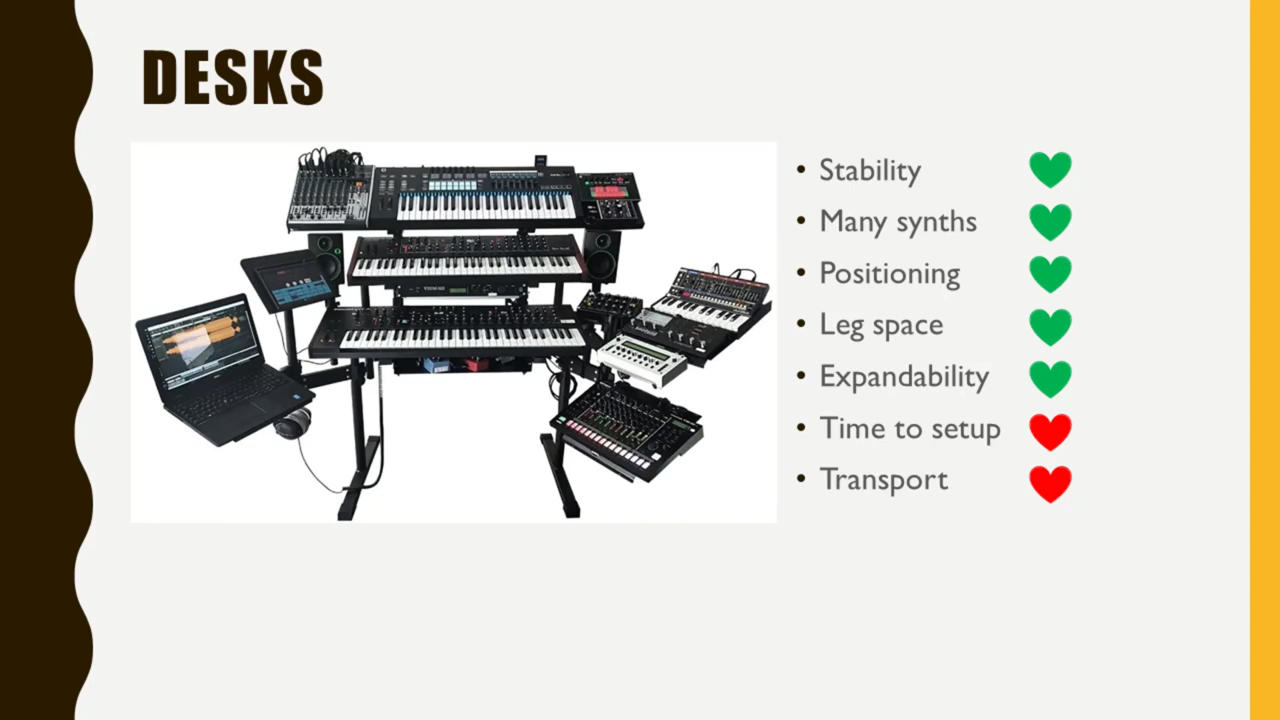 DESKS
• Stability
• Many synths
• Positioning
• Leg space
• Expandability
• Time to setup
• Transport